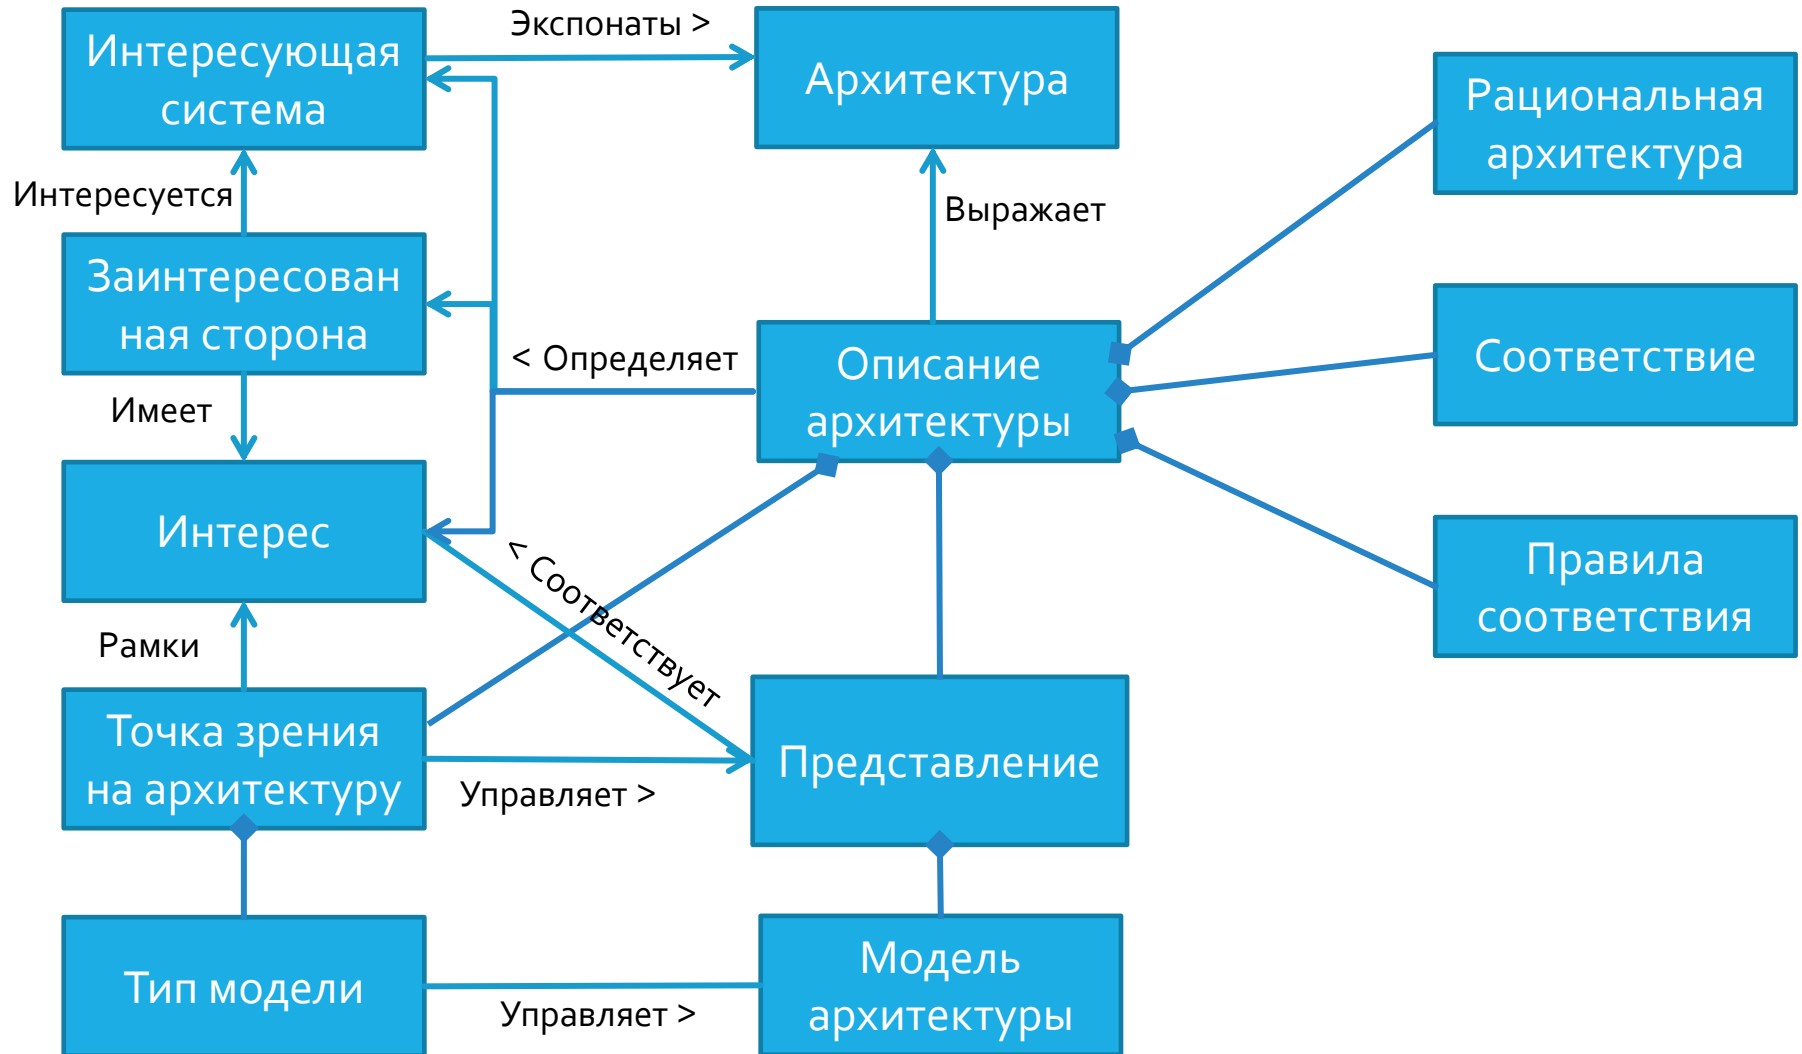 Экспонаты >
Интересующая
система
Архитектура
Рациональная
архитектура
Интересуется
Выражает
Заинтересован
ная сторона
Соответствие
< Определяет
Описание
архитектуры
Имеет
Интерес
< Соответствует
Правила
соответствия
Рамки
Точка зрения
на архитектуру
Представление
Управляет >
Тип модели
Модель
архитектуры
Управляет >